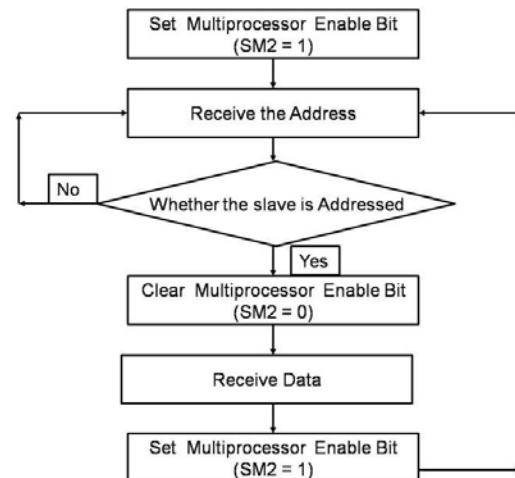 Set Multiprocessor Enable Bit
(SM2 = 1)
Receive the Address
No
Whether the slave is Addressed
Yes
Clear Multiprocessor Enable Bit
(SM2 = 0)
Receive Data
Set Multiprocessor Enable Bit
(SM2 = 1)